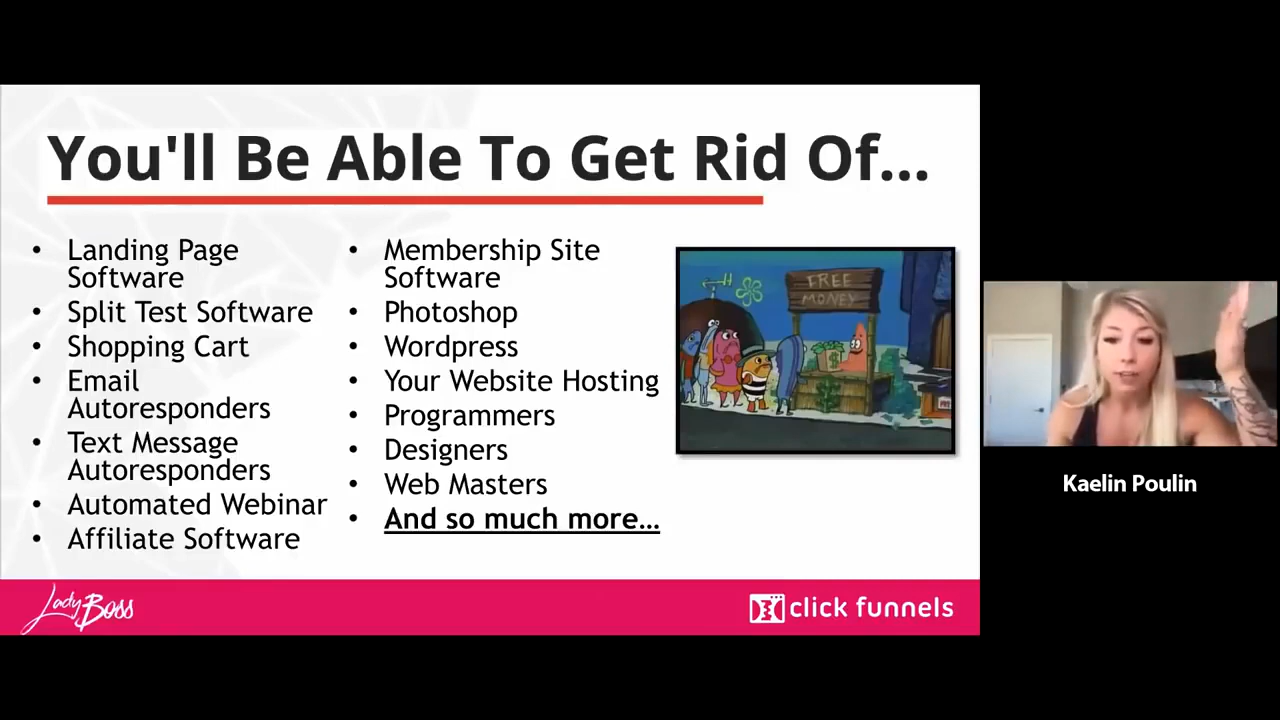 You'll Be Able To Get Rid Of...
• Landing Page
Software
• Split Test Software
• Shopping Cart
• Email
Autoresponders
• Text Message
Autoresponders
• Automated Webinar
• Affiliate Software
• Membership Site
Software
• Photoshop
• Wordpress
• Your Website Hosting
• Programmers
• Designers
• Web Masters
• And so much more...
FREE
MONEY
Kaelin Poulin
Lady Boss
click funnels